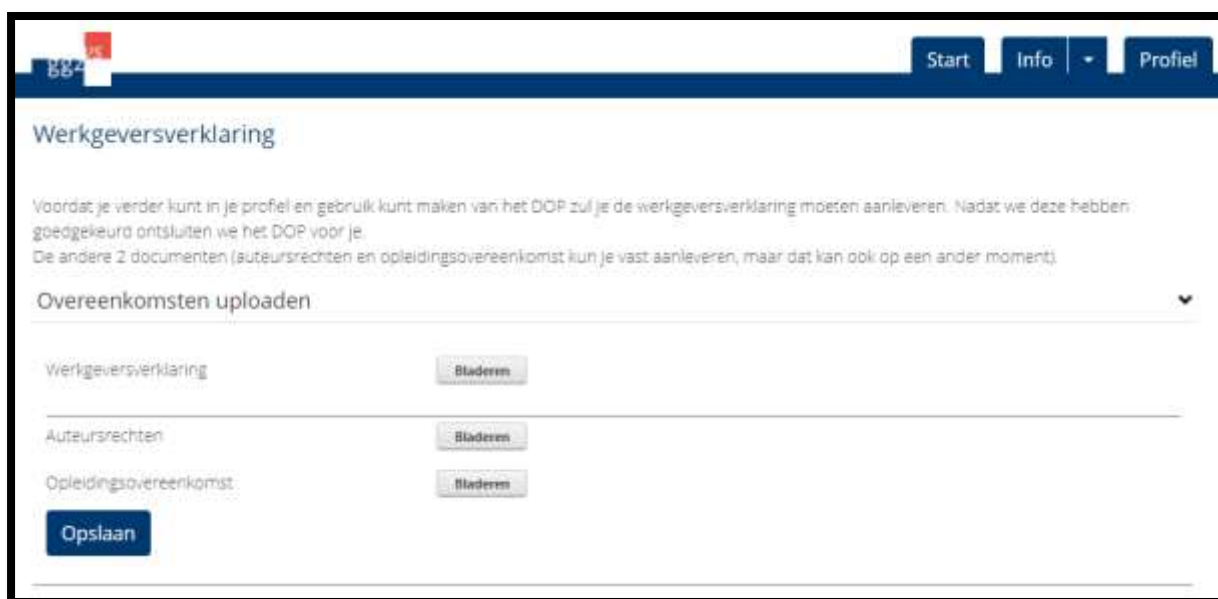 ggz
vs
Start Info Profiel
Werkgeversverklaring
Voordat je verder kunt in je profiel en gebruik kunt maken van het DOP zul je de werkgeversverklaring moeten aanleveren. Nadat we deze hebben
goedgekeurd ontsluiten we het DOP voor je.
De andere 2 documenten (auteursrechten en opleidingsovereenkomst kun je vast aanleveren, maar dat kan ook op een ander moment).
Overeenkomsten uploaden
Werkgeversverklaring Bladeren
Auteursrechten Bladeren
Opleidingsovereenkomst Bladeren
Opslaan